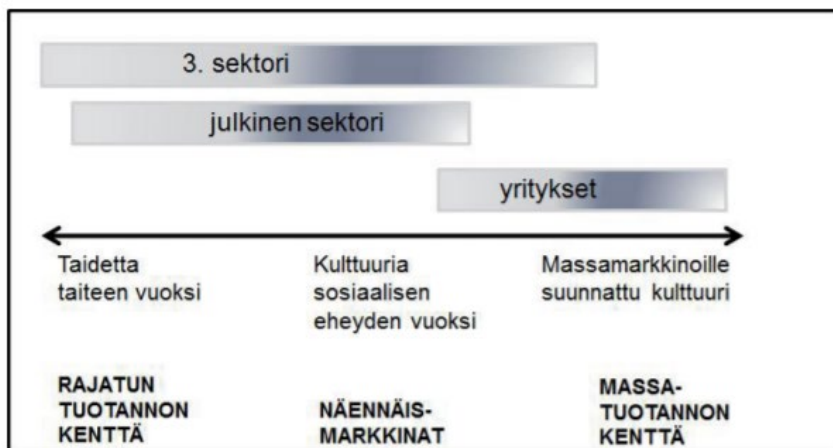 3. sektori
julkinen sektori
yritykset
Taidetta
taiteen vuoksi
Kulttuuria
sosiaalisen
eheyden vuoksi
Massamarkkinoille
suunnattu kulttuuri
RAJATUN
TUOTANNON
KENTTÄ
NÄENNÄIS-
MARKKINAT
MASSA-
TUOTANNON
KENTTÄ